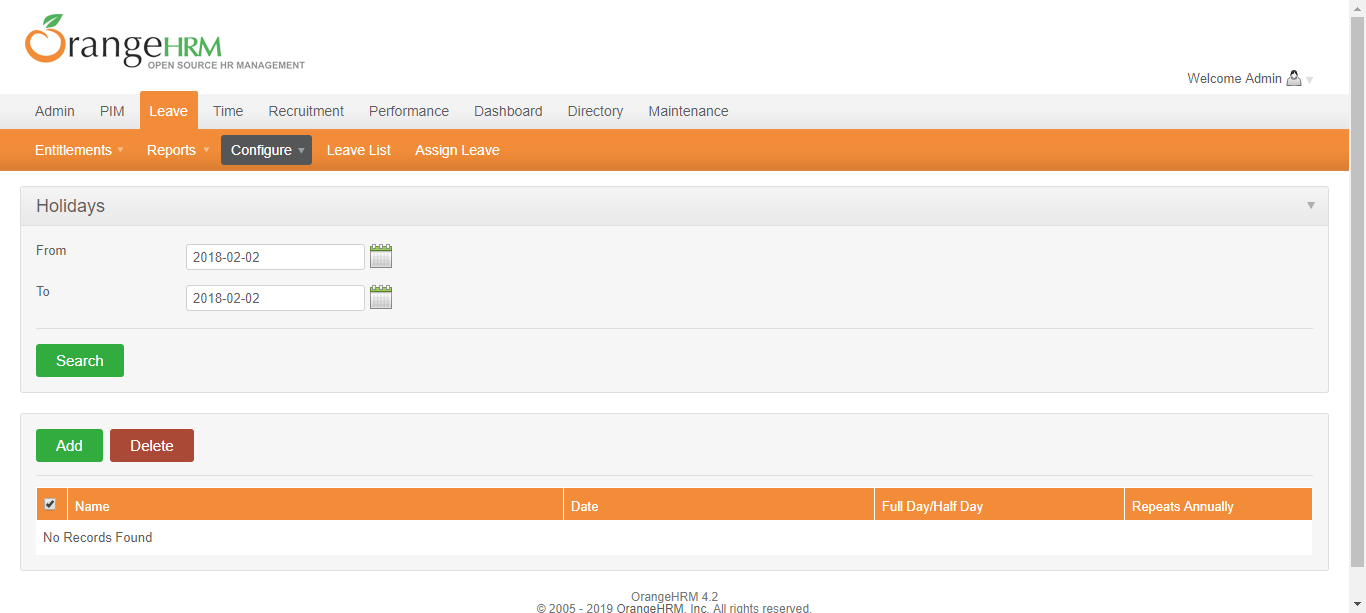 OrangeHRM
OPEN SOURCE HR MANAGEMENT
Welcome Admin
Admin PIM Leave Time Recruitment Performance Dashboard Directory Maintenance
Entitlements Reports Configure Leave List Assign Leave
Holidays
From 2018-02-02
To 2018-02-02
Search
Add Delete
Name Date Full Day/Half Day Repeats Annually
No Records Found
OrangeHRM 4.2
© 2005 - 2019 OrangeHRM, Inc. All rights reserved.